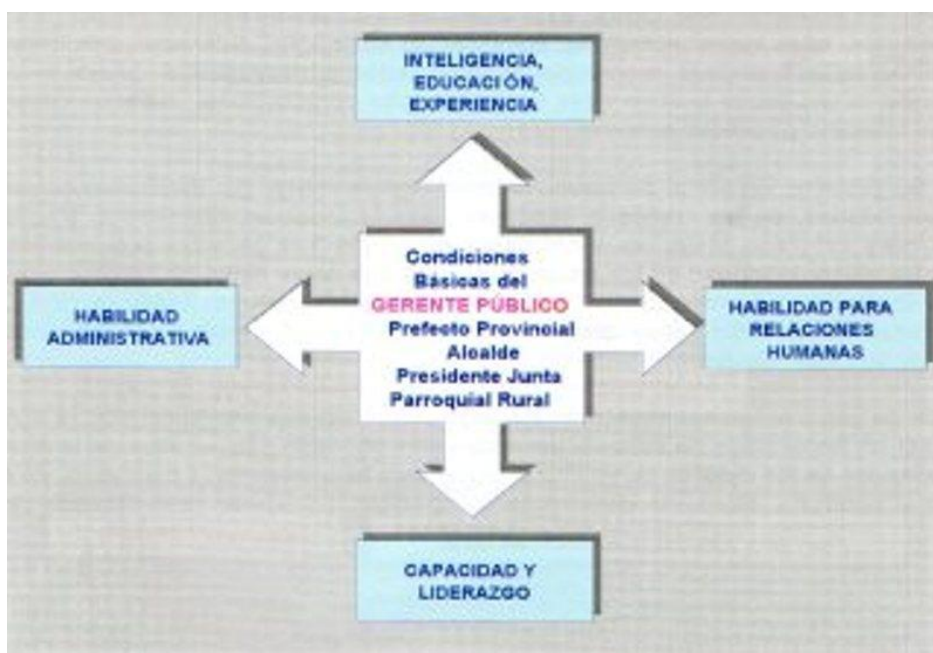 INTELIGENCIA,
EDUCACIÓN,
EXPERIENCIA
Condiciones
Básicas del
GERENTE PÚBLICO
Prefecto Provincial
Alcalde
Presidente Junta
Parroquial Rural
HABILIDAD
ADMINISTRATIVA
HABILIDAD PARA
RELACIONES
HUMANAS
CAPACIDAD Y
LIDERAZGO